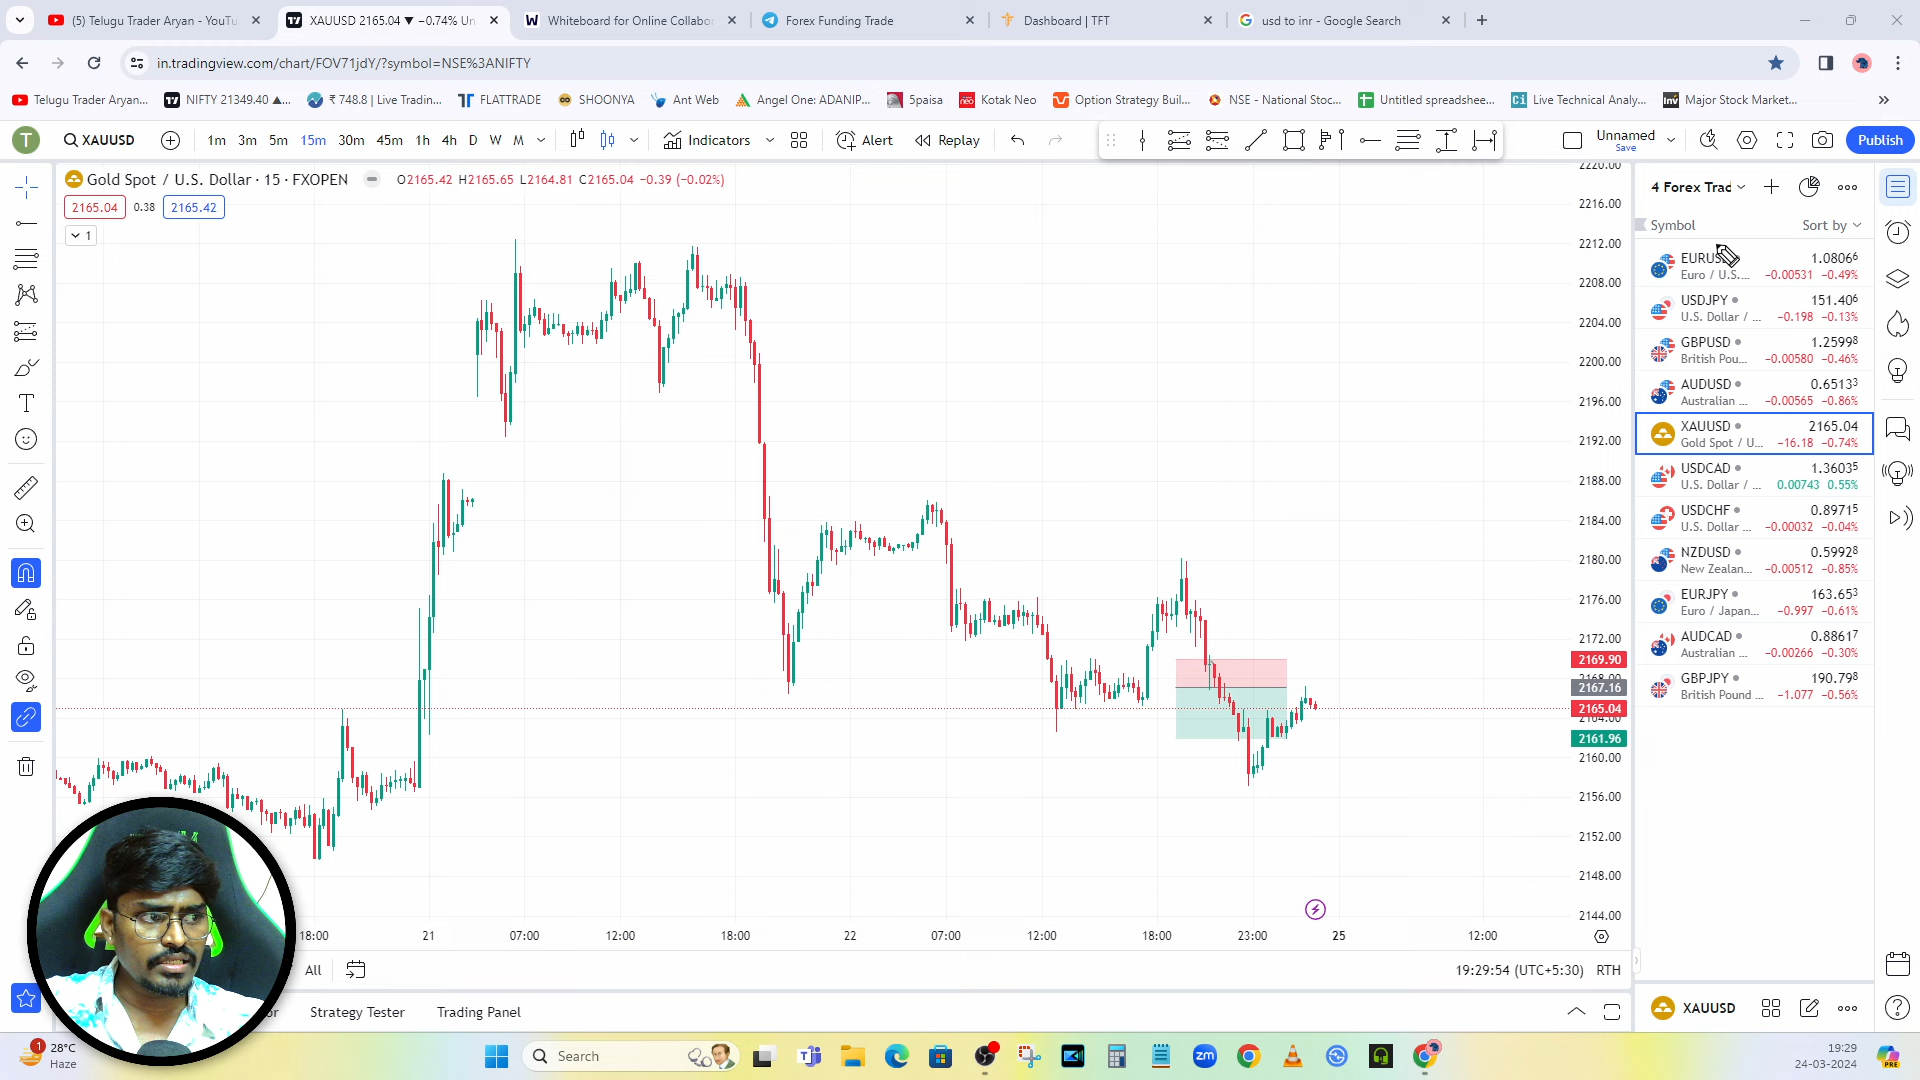 (5) Telugu Trader Aryan - YouTu
XAUUSD 2165.04 ▼ −0.74% Un
Whiteboard for Online Collabo
Forex Funding Trade
Dashboard | TFT
usd to inr - Google Search
in.tradingview.com/chart/FOV71jdY/?symbol=NSE%3ANIFTY
Telugu Trader Aryan...
NIFTY 21349.40 ▲...
₹ 748.8 | Live Tradin...
FLATTRADE
SHOONYA
Ant Web
Angel One: ADANIP...
5paisa
Kotak Neo
Option Strategy Buil...
NSE - National Stoc...
Untitled spreadshee...
Live Technical Analy...
Major Stock Market...
T
XAUUSD
1m 3m 5m 15m 30m 45m 1h 4h D W M
Indicators
Alert
Replay
Unnamed
Save
Publish
Gold Spot / U.S. Dollar · 15 · FXOPEN
O2165.42 H2165.65 L2164.81 C2165.04 −0.39 (−0.02%)
2165.04 0.38 2165.42
1
2220.00
2216.00
2212.00
2208.00
2204.00
2200.00
2196.00
2192.00
2188.00
2184.00
2180.00
2176.00
2172.00
2169.90
2168.00
2167.16
2165.04
2164.00
2161.96
2160.00
2156.00
2152.00
2148.00
2144.00
4 Forex Trad
Symbol Sort by
EURUS 1.08066
Euro / U.S.... −0.00531 −0.49%
USDJPY 151.406
U.S. Dollar / ... −0.198 −0.13%
GBPUSD 1.25998
British Pou... −0.00580 −0.46%
AUDUSD 0.65133
Australian ... −0.00565 −0.86%
XAUUSD 2165.04
Gold Spot / U... −16.18 −0.74%
USDCAD 1.36035
U.S. Dollar / ... 0.00743 0.55%
USDCHF 0.89715
U.S. Dollar ... −0.00032 −0.04%
NZDUSD 0.59928
New Zealan... −0.00512 −0.85%
EURJPY 163.653
Euro / Japan... −0.997 −0.61%
AUDCAD 0.88617
Australian... −0.00266 −0.30%
GBPJPY 190.798
British Pound ... −1.077 −0.56%
18:00 21 07:00 12:00 18:00 22 07:00 12:00 18:00 23:00 25 12:00
All
19:29:54 (UTC+5:30) RTH
or
Strategy Tester
Trading Panel
XAUUSD
1
28°C
Haze
Search
19:29
24-03-2024